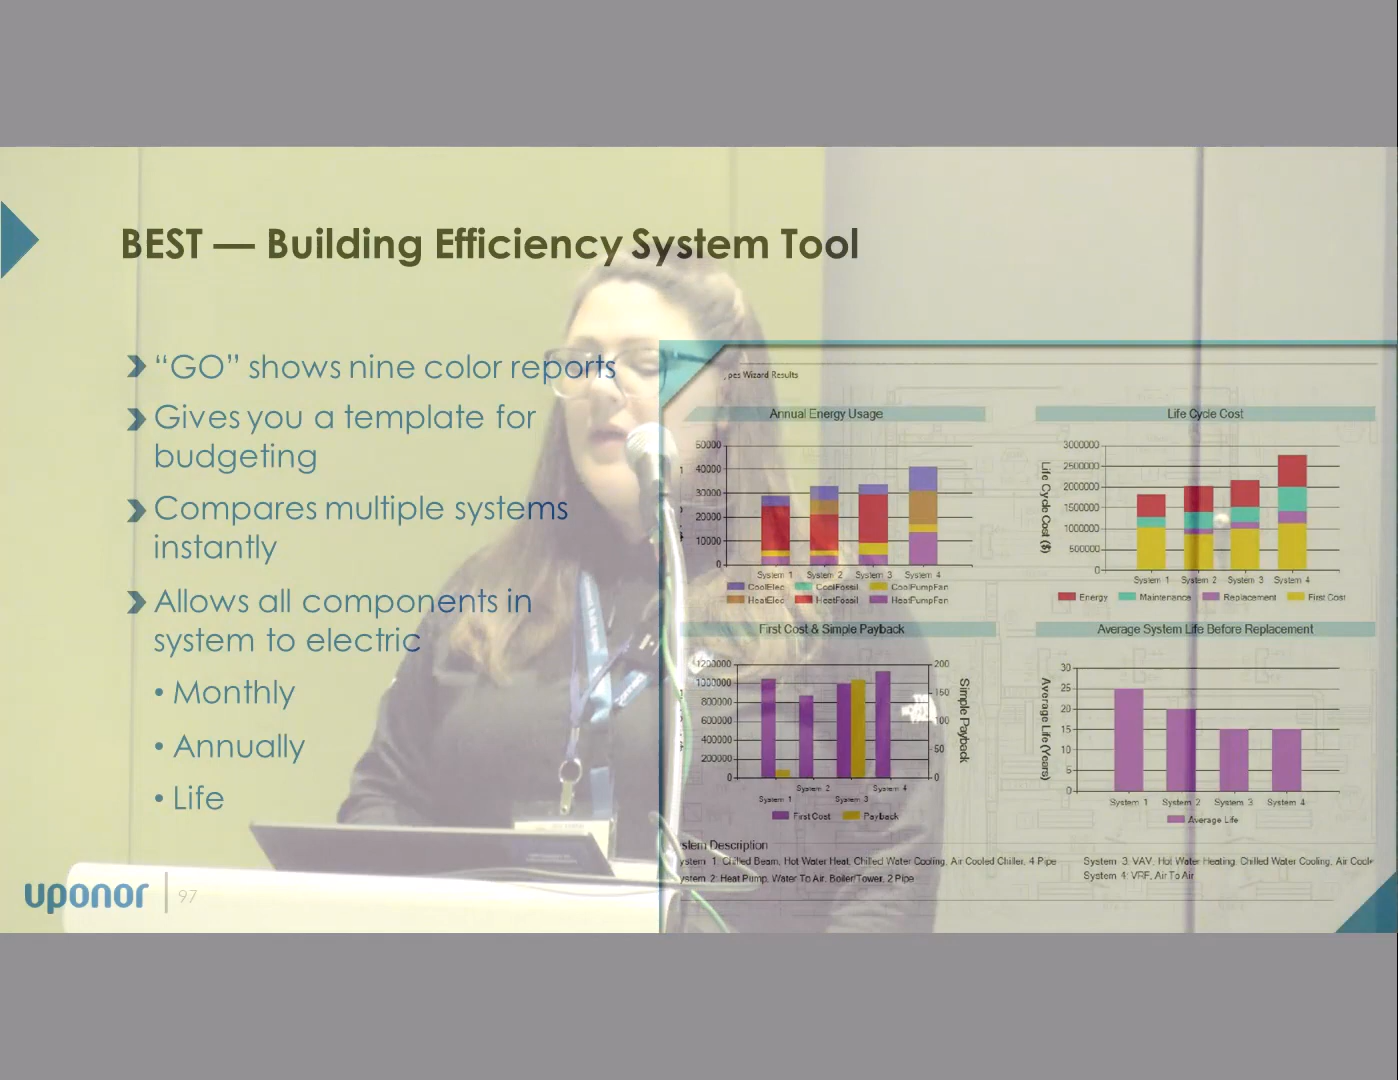 BEST — Building Efficiency System Tool
“GO” shows nine color reports
Gives you a template for
budgeting
Compares multiple systems
instantly
Allows all components in
system to electric
• Monthly
• Annually
• Life
uponor
97
pes Wizard Results
Annual Energy Usage
50000
40000
30000
20000
10000
0
System 1 System 2 System 3 System 4
CoolElec CoolFossil CoolPumpFan
HeatElec HeatFossil HeatPumpFan
Life Cycle Cost
Life Cycle Cost ($)
3000000
2500000
2000000
1500000
1000000
500000
0
System 1 System 2 System 3 System 4
Energy Maintenance Replacement First Cost
First Cost & Simple Payback
1200000
1000000
800000
600000
400000
200000
0
200
150
100
50
0
Simple Payback
System 2 System 4
System 1 System 3
First Cost Payback
Average System Life Before Replacement
Average Life (Years)
30
25
20
15
10
5
0
System 1 System 2 System 3 System 4
Average Life
stem Description
ystem 1: Chilled Beam, Hot Water Heat, Chilled Water Cooling, Air Cooled Chiller, 4 Pipe
ystem 2: Heat Pump, Water To Air, Boiler/Tower, 2 Pipe
System 3: VAV, Hot Water Heating, Chilled Water Cooling, Air Coole
System 4: VRF, Air To Air